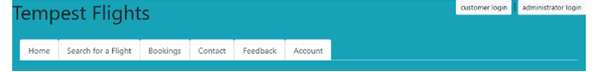 Tempest Flights
customer login | administrator login
Home Search for a Flight Bookings Contact Feedback Account